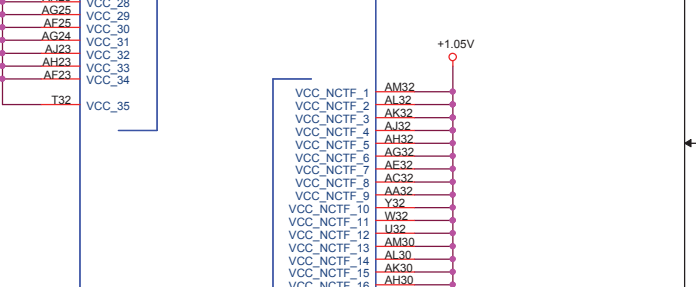 VCC_28
AG25 VCC_29
AF25 VCC_30
AG24 VCC_31
AJ23 VCC_32
AH23 VCC_33
AF23 VCC_34
T32 VCC_35
+1.05V
VCC_NCTF_1 AM32
VCC_NCTF_2 AL32
VCC_NCTF_3 AK32
VCC_NCTF_4 AJ32
VCC_NCTF_5 AH32
VCC_NCTF_6 AG32
VCC_NCTF_7 AE32
VCC_NCTF_8 AC32
VCC_NCTF_9 AA32
VCC_NCTF_10 Y32
VCC_NCTF_11 W32
VCC_NCTF_12 U32
VCC_NCTF_13 AM30
VCC_NCTF_14 AL30
VCC_NCTF_15 AK30
VCC_NCTF_16 AH30